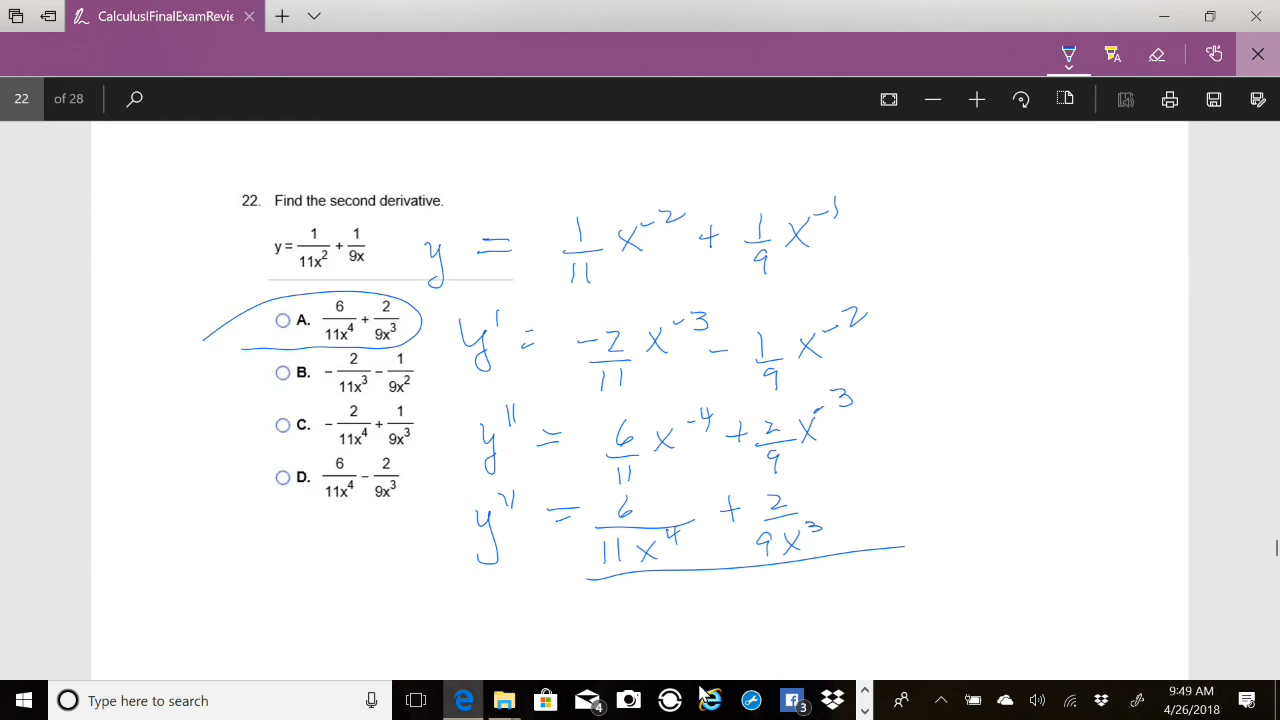 CalculusIFinalExamRevie
22 of 28
22. Find the second derivative.
y = 1/(11x²) + 1/(9x)
A. 6/(11x⁴) + 2/(9x³)
B. - 2/(11x³) - 1/(9x²)
C. - 2/(11x⁴) + 1/(9x³)
D. 6/(11x⁴) - 2/(9x³)
y = 1/11 x⁻² + 1/9 x⁻¹
y' = -2/11 x⁻³ - 1/9 x⁻²
y'' = 6/11 x⁻⁴ + 2/9 x⁻³
y'' = 6/(11x⁴) + 2/(9x³)
Type here to search
4
3
9:49 AM
4/26/2018